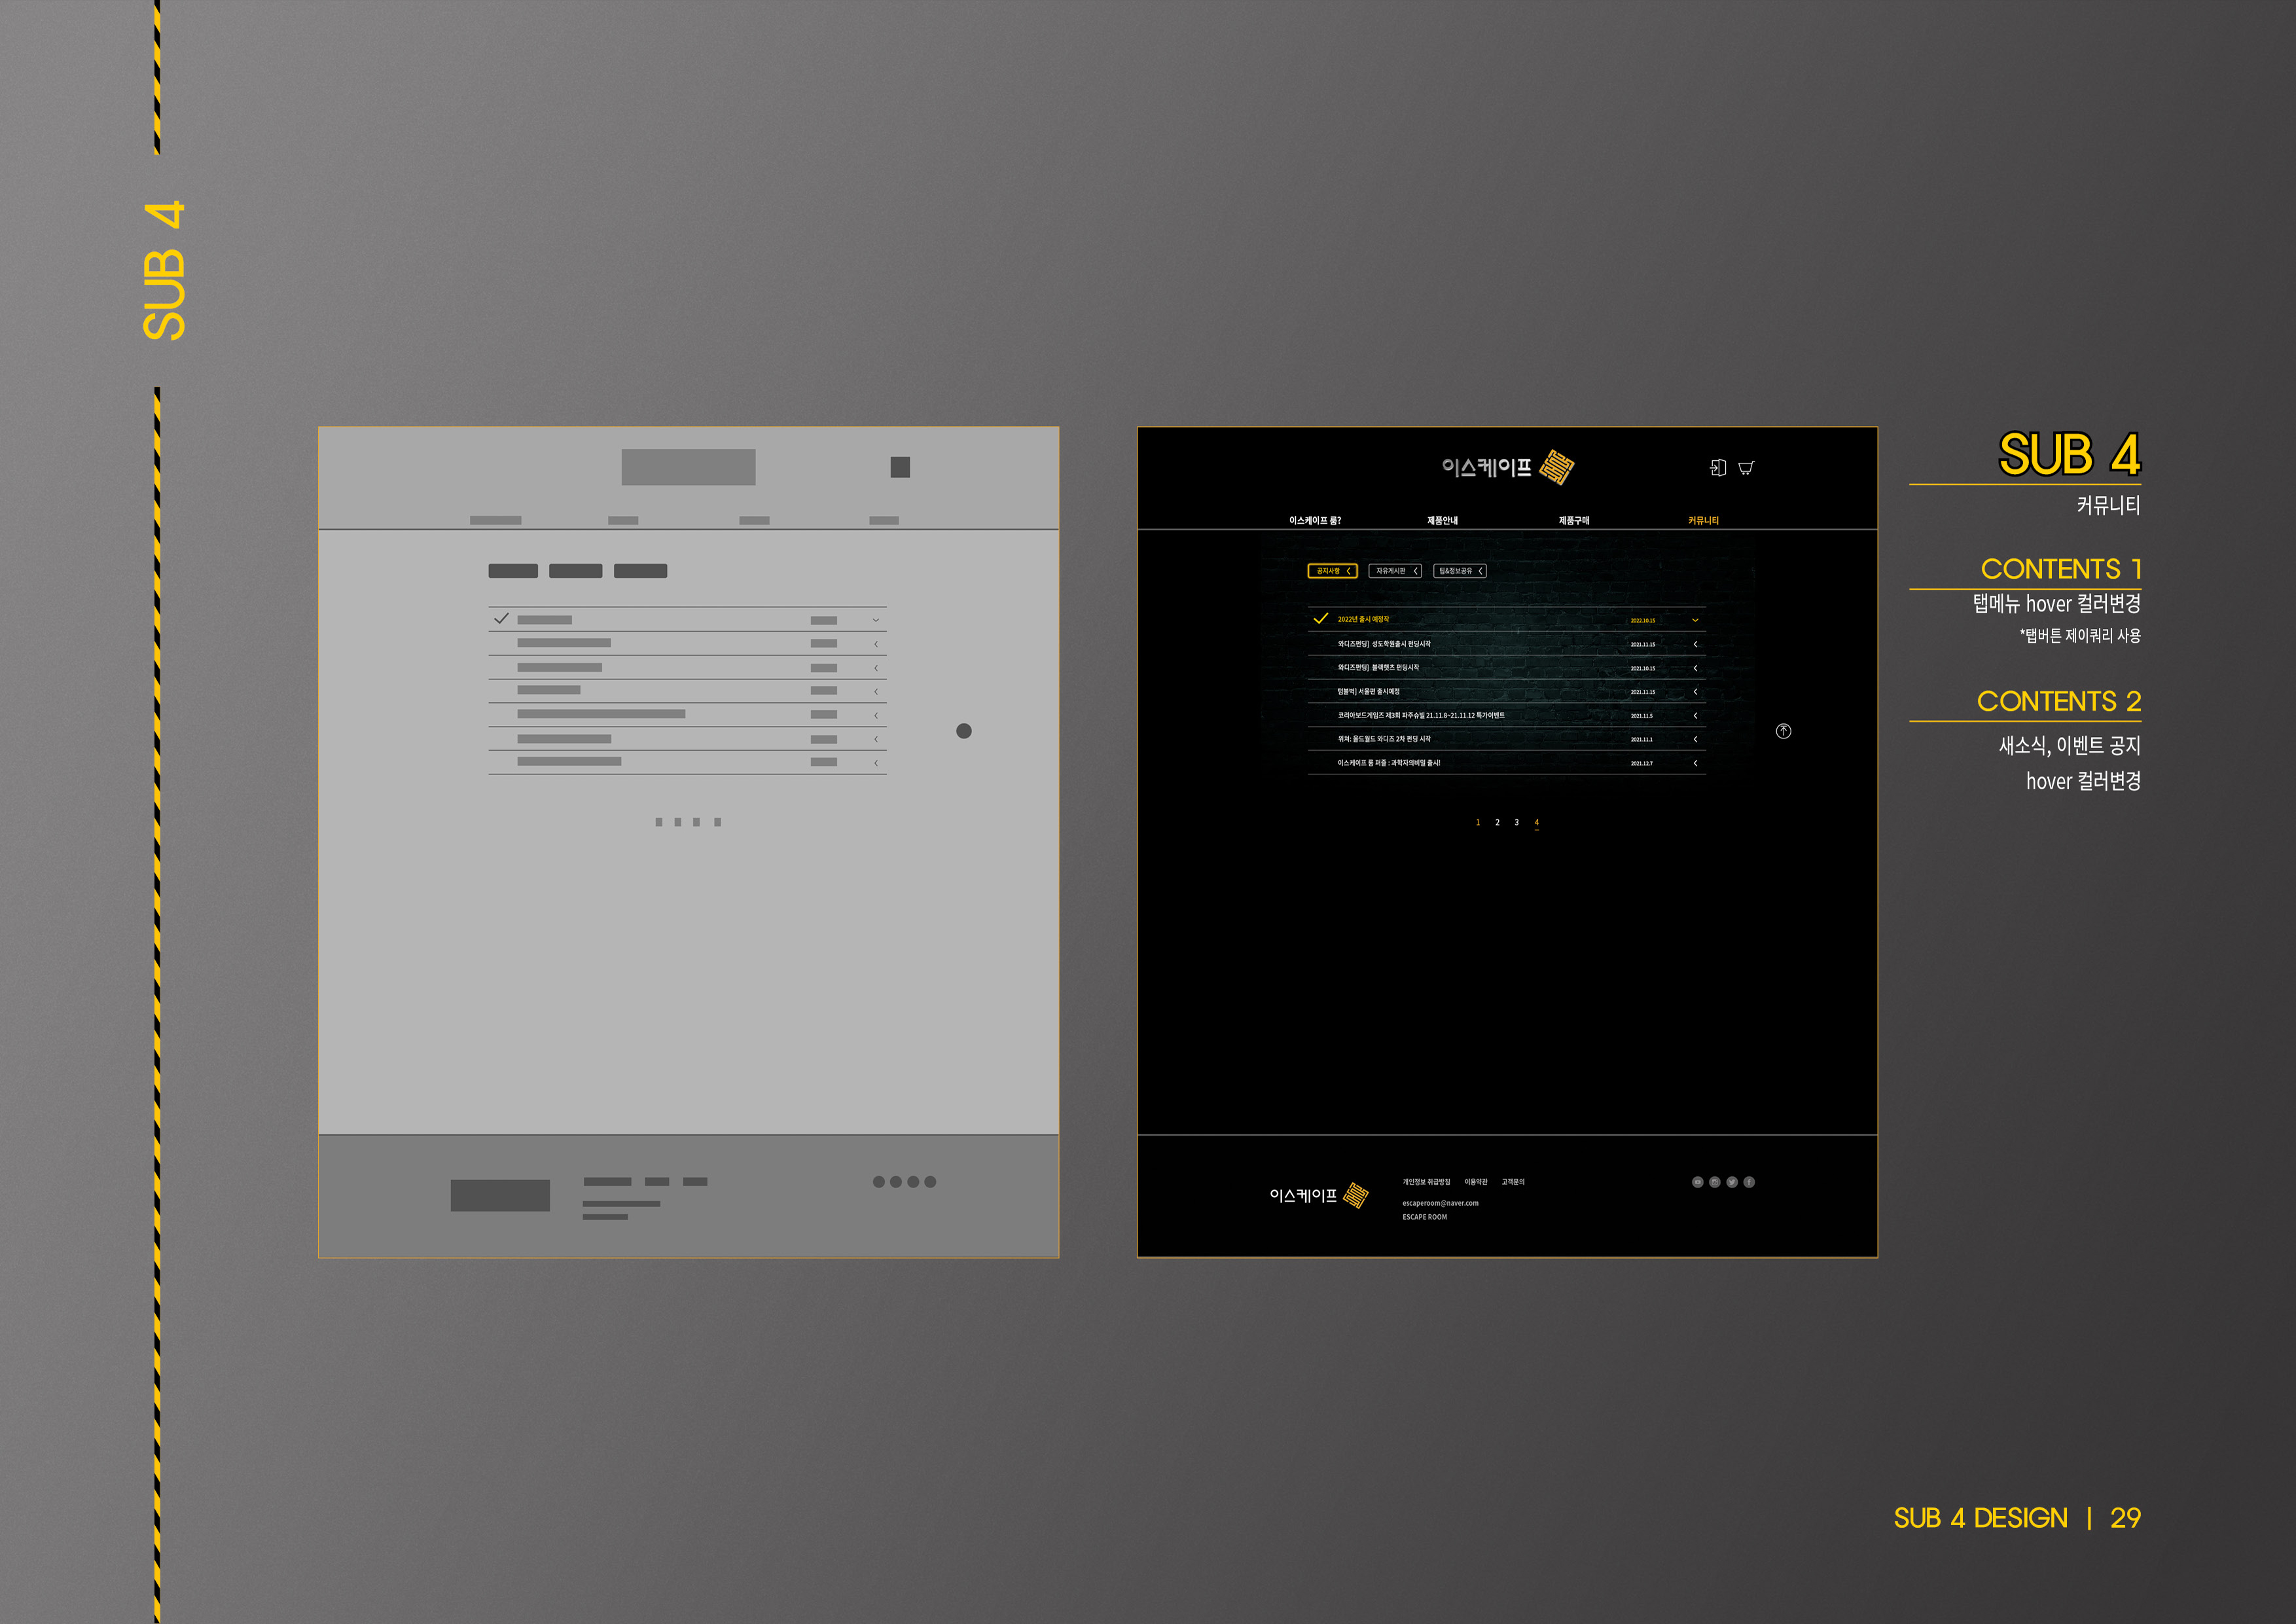 SUB 4
이스케이프
이스케이프 룸?
제품안내
제품구매
커뮤니티
공지사항
자유게시판
팁&정보공유
2022년 출시 예정작 2022.10.15
와디즈펀딩] 성도학원출시 펀딩시작 2021.11.15
와디즈펀딩] 블랙햇츠 펀딩시작 2021.10.15
텀블벅] 서울편 출시예정 2021.11.15
코리아보드게임즈 제3회 파주슈필 21.11.8~21.11.12 특가이벤트 2021.11.5
위쳐: 올드월드 와디즈 2차 펀딩 시작 2021.11.1
이스케이프 룸 퍼즐 : 과학자의비밀 출시! 2021.12.7
1 2 3 4
이스케이프
개인정보 취급방침 이용약관 고객문의
escaperoom@naver.com
ESCAPE ROOM
SUB 4
커뮤니티
CONTENTS 1
탭메뉴 hover 컬러변경
*탭버튼 제이쿼리 사용
CONTENTS 2
새소식, 이벤트 공지
hover 컬러변경
SUB 4 DESIGN | 29